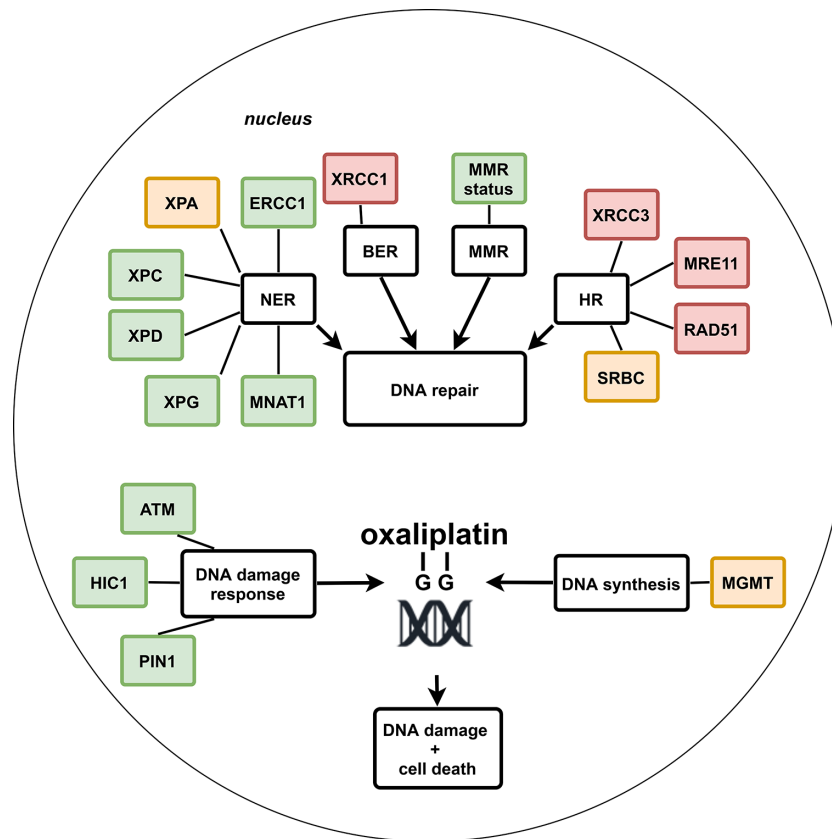 nucleus
XRCC1
MMR
status
XPA
ERCC1
XRCC3
BER
MMR
XPC
MRE11
NER
HR
XPD
RAD51
DNA repair
SRBC
XPG
MNAT1
ATM
oxaliplatin
HIC1
DNA damage
response
G G
DNA synthesis
MGMT
PIN1
DNA damage
+
cell death